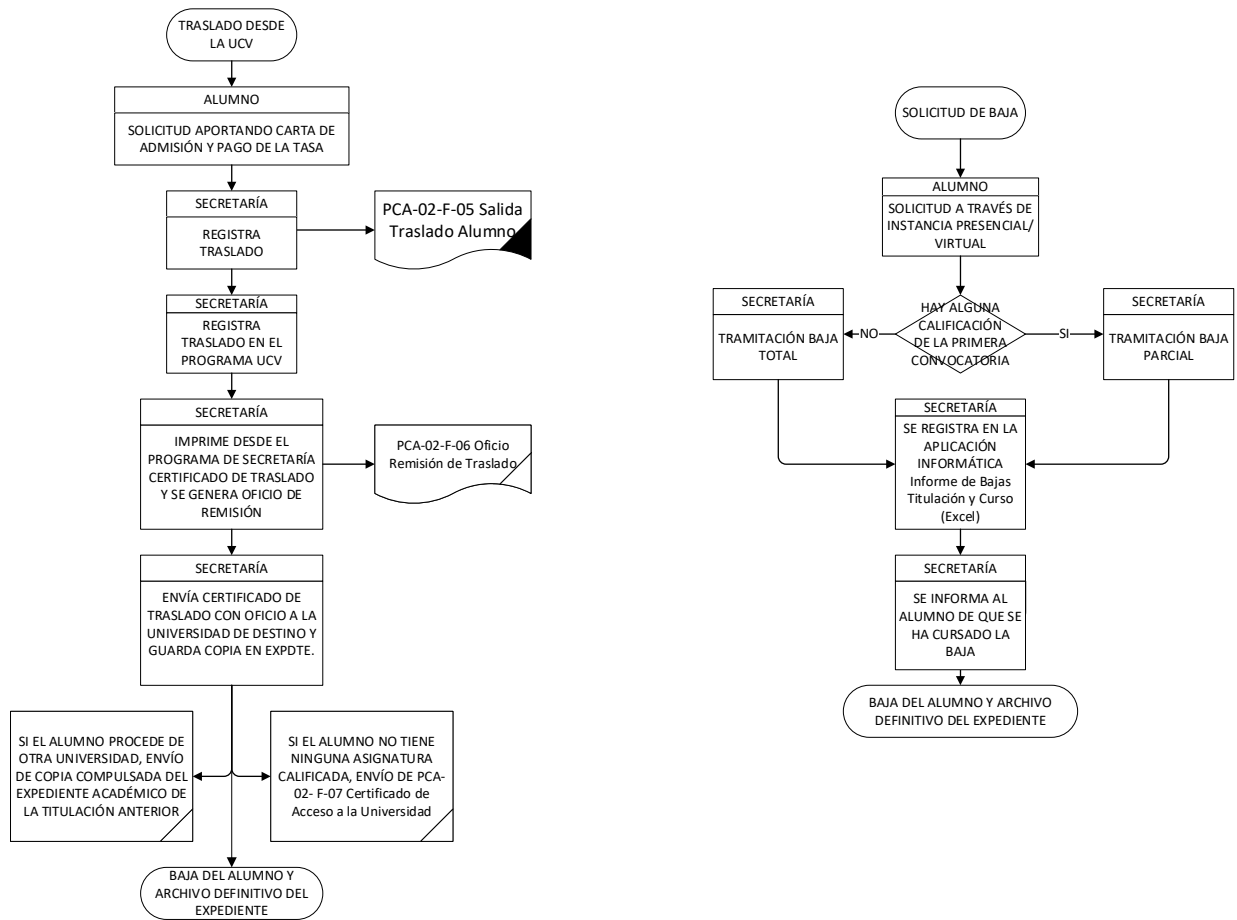 TRASLADO DESDE
LA UCV
ALUMNO
SOLICITUD APORTANDO CARTA DE
ADMISIÓN Y PAGO DE LA TASA
SECRETARÍA
REGISTRA
TRASLADO
PCA-02-F-05 Salida
Traslado Alumno
SECRETARÍA
REGISTRA
TRASLADO EN EL
PROGRAMA UCV
SECRETARÍA
IMPRIME DESDE EL
PROGRAMA DE SECRETARÍA
CERTIFICADO DE TRASLADO
Y SE GENERA OFICIO DE
REMISIÓN
PCA-02-F-06 Oficio
Remisión de Traslado
SECRETARÍA
ENVÍA CERTIFICADO DE
TRASLADO CON OFICIO A LA
UNIVERSIDAD DE DESTINO Y
GUARDA COPIA EN EXPDTE.
SI EL ALUMNO PROCEDE DE
OTRA UNIVERSIDAD, ENVÍO
DE COPIA COMPULSADA DEL
EXPEDIENTE ACADÉMICO DE
LA TITULACIÓN ANTERIOR
SI EL ALUMNO NO TIENE
NINGUNA ASIGNATURA
CALIFICADA, ENVÍO DE PCA-
02- F-07 Certificado de
Acceso a la Universidad
BAJA DEL ALUMNO Y
ARCHIVO DEFINITIVO DEL
EXPEDIENTE
SOLICITUD DE BAJA
ALUMNO
SOLICITUD A TRAVÉS DE
INSTANCIA PRESENCIAL/
VIRTUAL
HAY ALGUNA
CALIFICACIÓN
DE LA PRIMERA
CONVOCATORIA
NO
SI
SECRETARÍA
TRAMITACIÓN BAJA
TOTAL
SECRETARÍA
TRAMITACIÓN BAJA
PARCIAL
SECRETARÍA
SE REGISTRA EN LA
APLICACIÓN
INFORMÁTICA
Informe de Bajas
Titulación y Curso
(Excel)
SECRETARÍA
SE INFORMA AL
ALUMNO DE QUE SE
HA CURSADO LA
BAJA
BAJA DEL ALUMNO Y ARCHIVO
DEFINITIVO DEL EXPEDIENTE